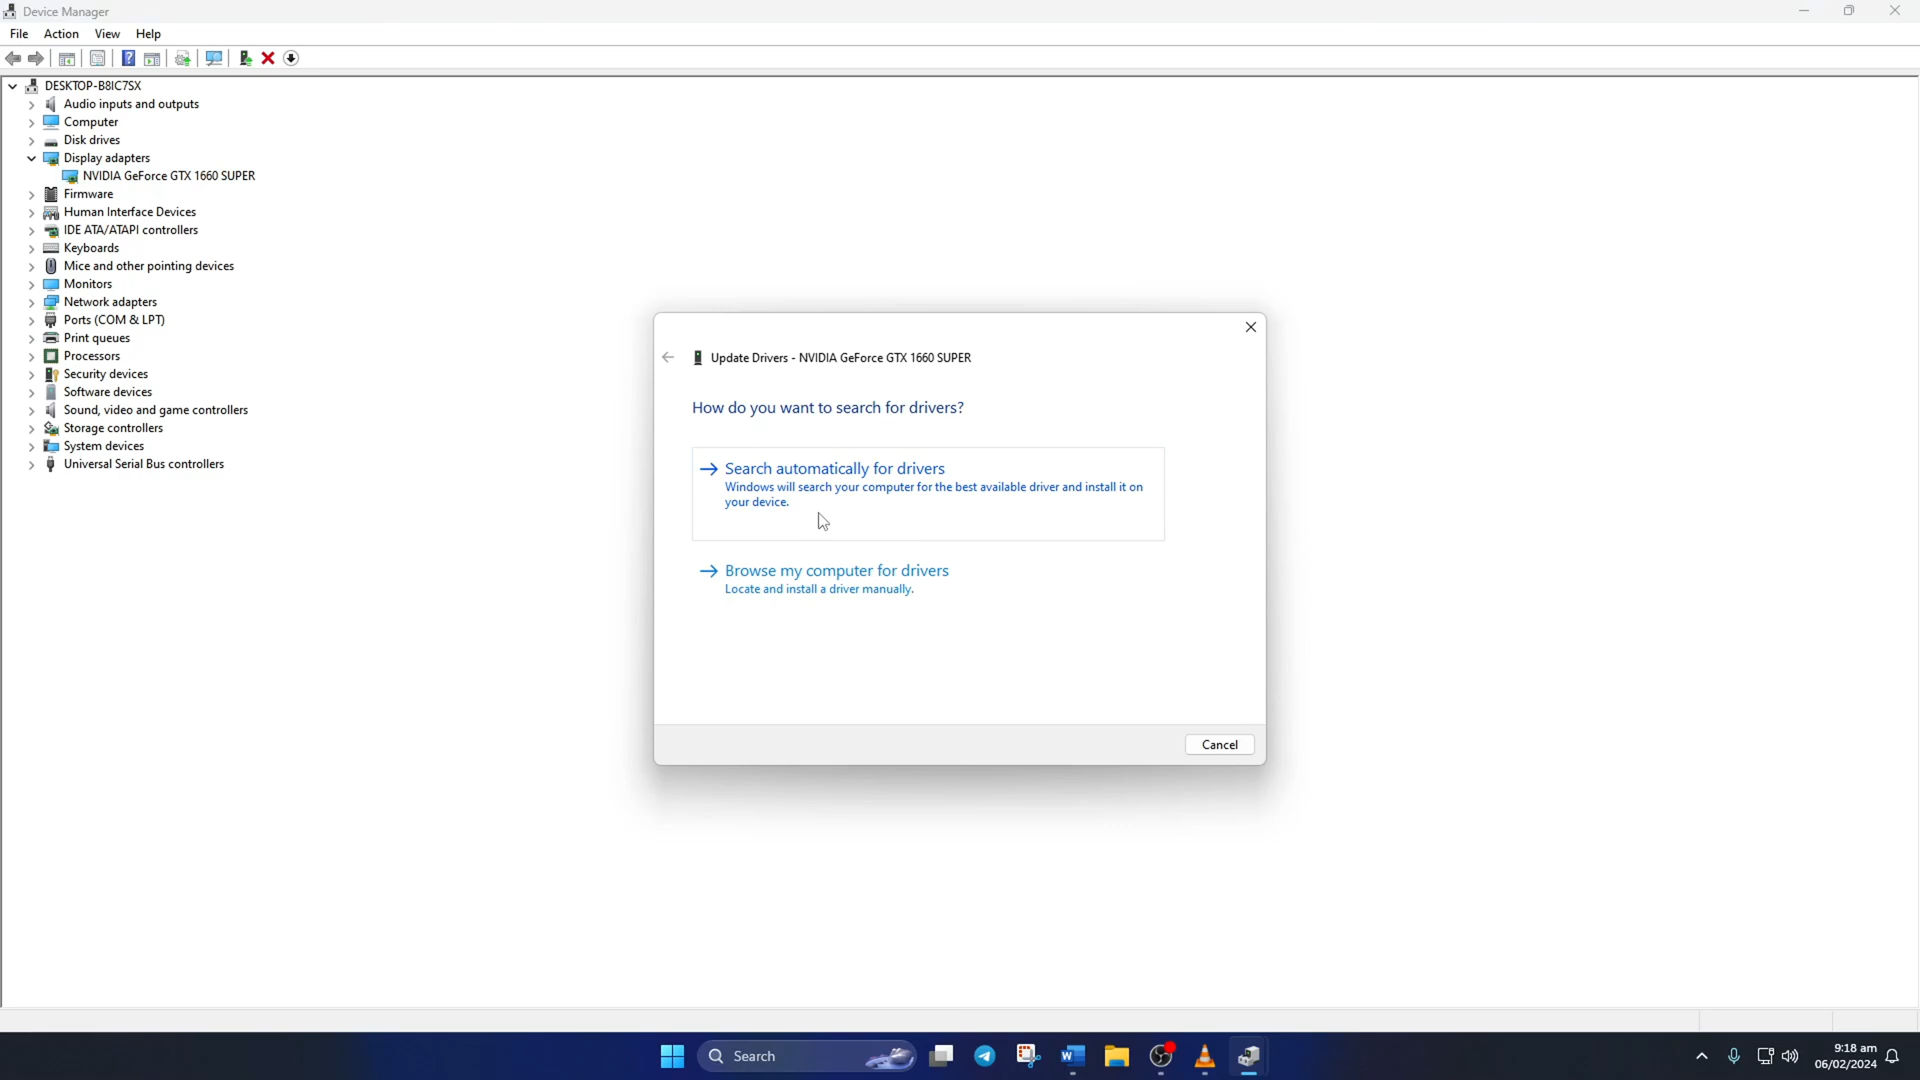 Device Manager
File Action View Help
DESKTOP-B8IC7SX
Audio inputs and outputs
Computer
Disk drives
Display adapters
NVIDIA GeForce GTX 1660 SUPER
Firmware
Human Interface Devices
IDE ATA/ATAPI controllers
Keyboards
Mice and other pointing devices
Monitors
Network adapters
Ports (COM & LPT)
Print queues
Processors
Security devices
Software devices
Sound, video and game controllers
Storage controllers
System devices
Universal Serial Bus controllers
Update Drivers - NVIDIA GeForce GTX 1660 SUPER
How do you want to search for drivers?
Search automatically for drivers
Windows will search your computer for the best available driver and install it on
your device.
Browse my computer for drivers
Locate and install a driver manually.
Cancel
Search
9:18 am
06/02/2024